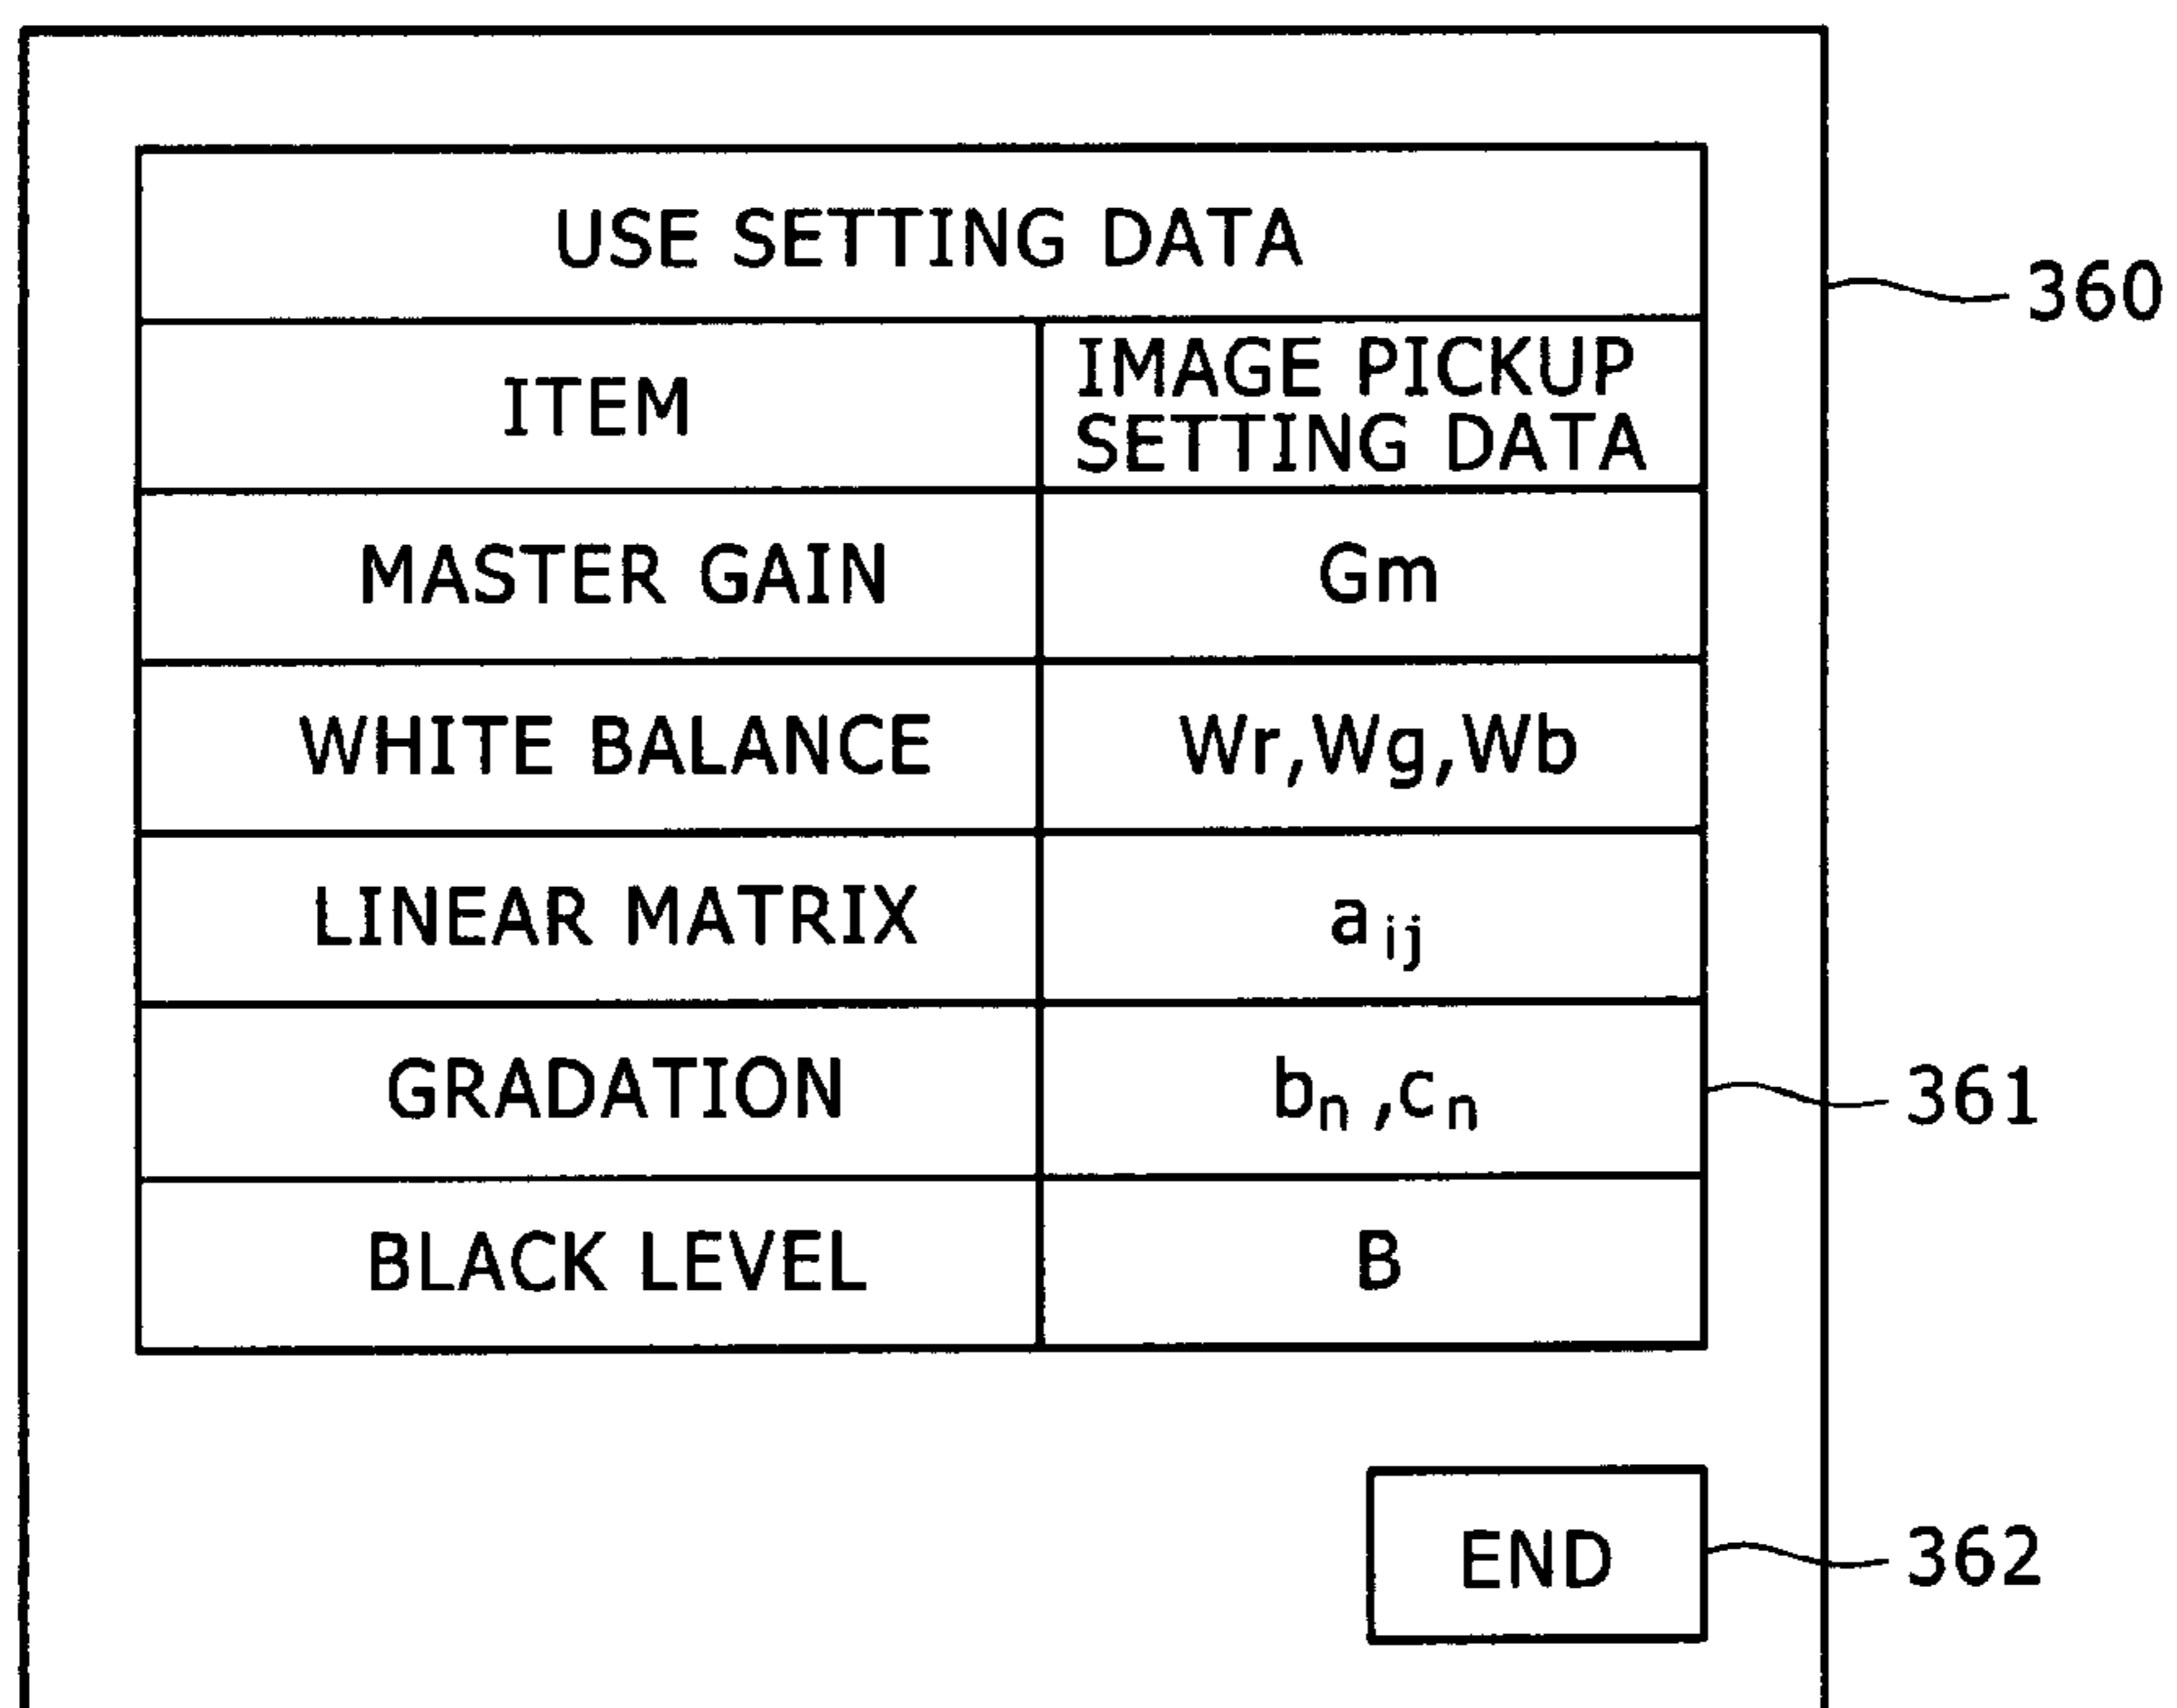 USE SETTING DATA
360
ITEM
IMAGE PICKUP
SETTING DATA
MASTER GAIN Gm
WHITE BALANCE Wr,Wg,Wb
LINEAR MATRIX aij
GRADATION bn,cn
361
BLACK LEVEL B
END
362